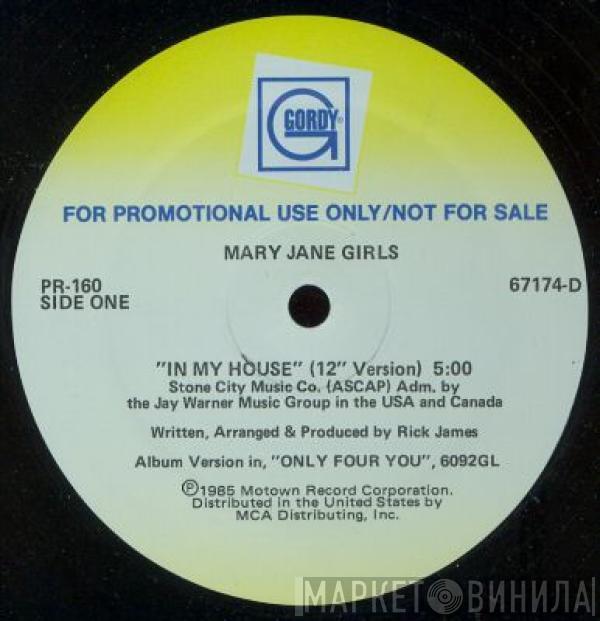 GORDY®
FOR PROMOTIONAL USE ONLY/NOT FOR SALE
MARY JANE GIRLS
PR-160
SIDE ONE
67174-D
"IN MY HOUSE" (12" Version) 5:00
Stone City Music Co. (ASCAP) Adm. by
the Jay Warner Music Group in the USA and Canada
Written, Arranged & Produced by Rick James
Album Version in, "ONLY FOUR YOU", 6092GL
℗1985 Motown Record Corporation.
Distributed in the United States by
MCA Distributing, Inc.
МАРКЕТ ВИНИЛА